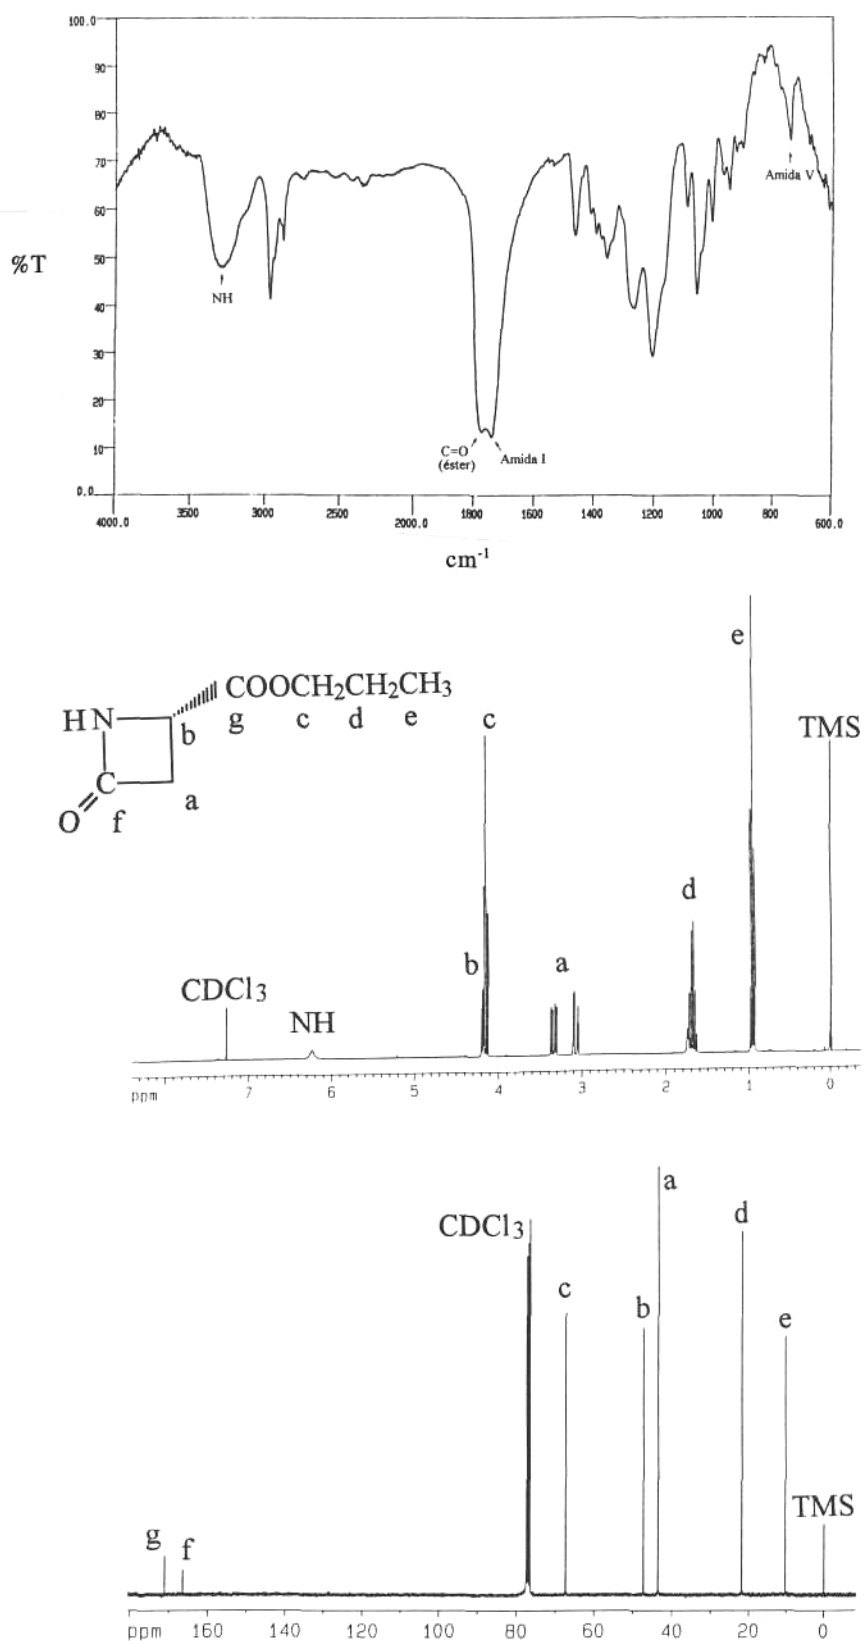 100.0
90
80
70
60
50
40
30
20
10
0.0
%T
NH
C=O
(éster)
Amida I
Amida V
4000.0 3500 3000 2500 2000.0 1800 1600 1400 1200 1000 800 600.0
cm-1
HN
COOCH2CH2CH3
b g c d e
C
O f a
CDCl3
NH
b
c
a
d
e
TMS
ppm 7 6 5 4 3 2 1 0
g
f
CDCl3
c
b
a
d
e
TMS
ppm 160 140 120 100 80 60 40 20 0